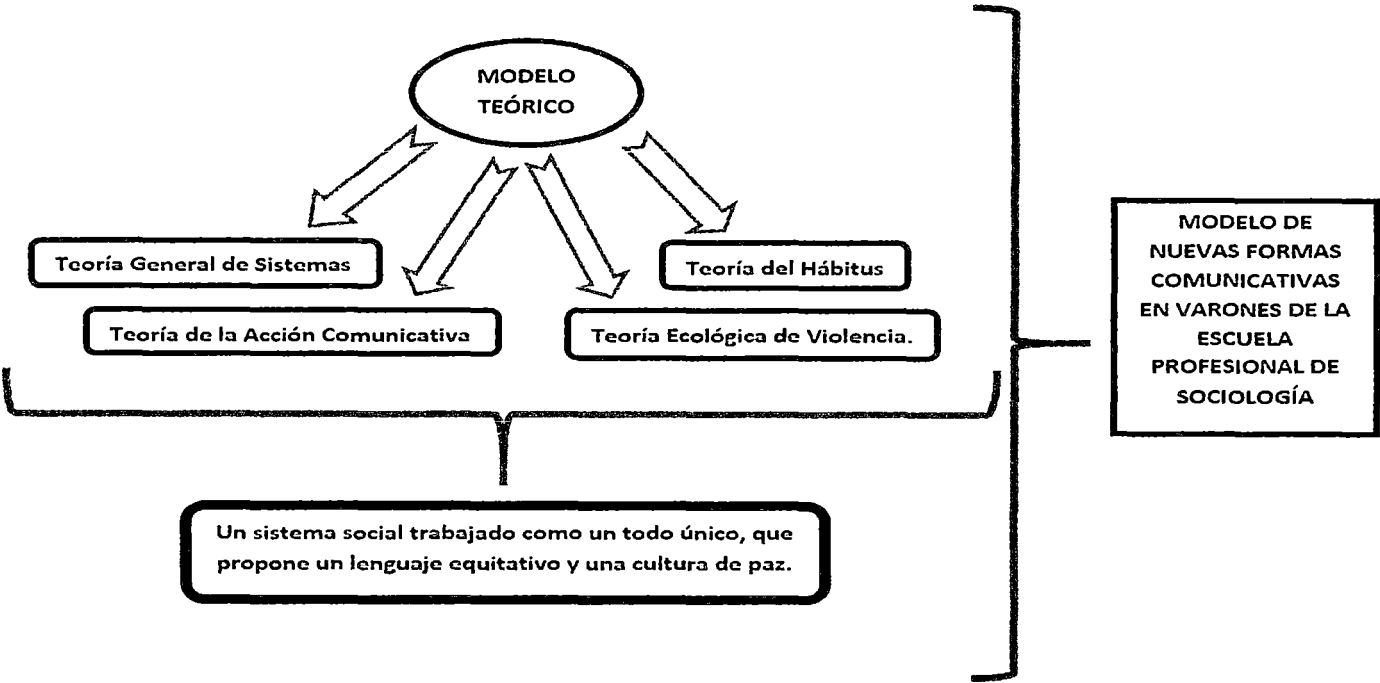 MODELO
TEÓRICO
Teoría General de Sistemas
Teoría del Hábitus
Teoría de la Acción Comunicativa
Teoría Ecológica de Violencia.
Un sistema social trabajado como un todo único, que
propone un lenguaje equitativo y una cultura de paz.
MODELO DE
NUEVAS FORMAS
COMUNICATIVAS
EN VARONES DE LA
ESCUELA
PROFESIONAL DE
SOCIOLOGÍA